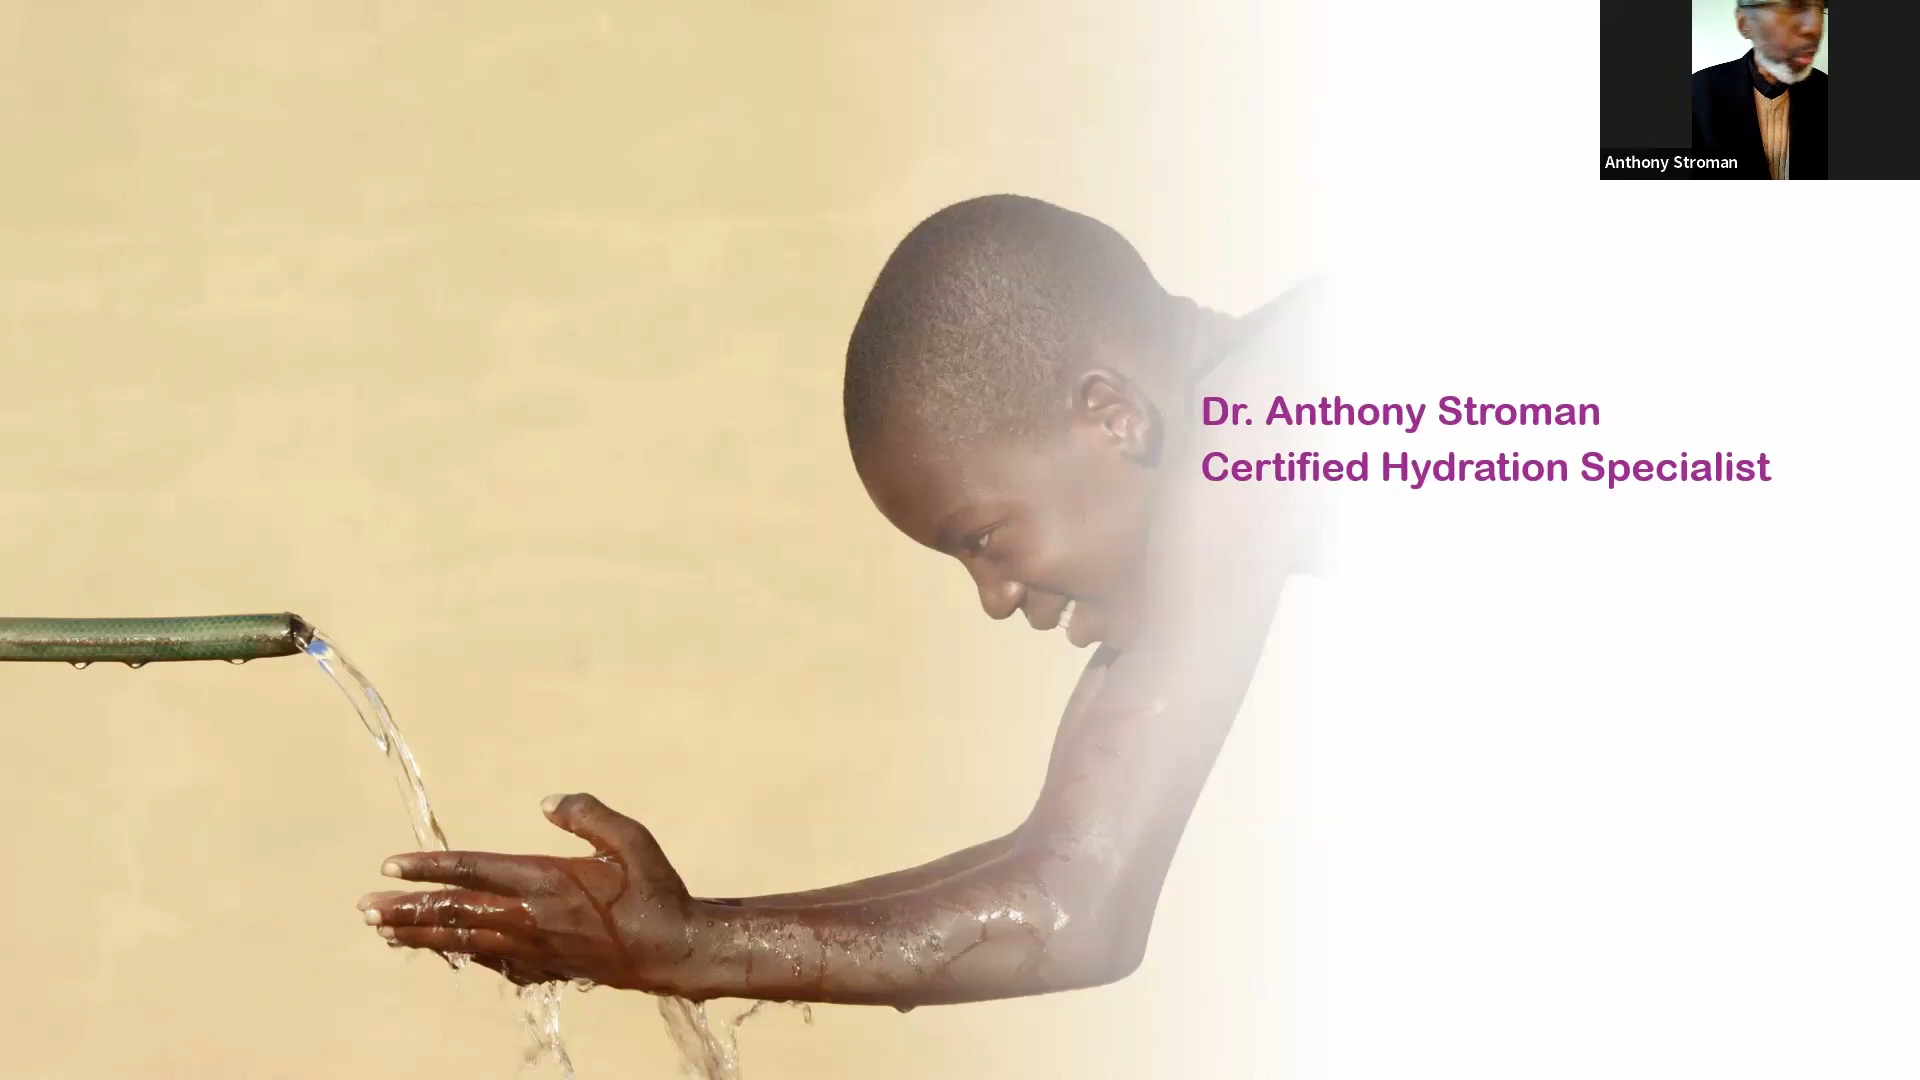 Anthony Stroman
Dr. Anthony Stroman
Certified Hydration Specialist